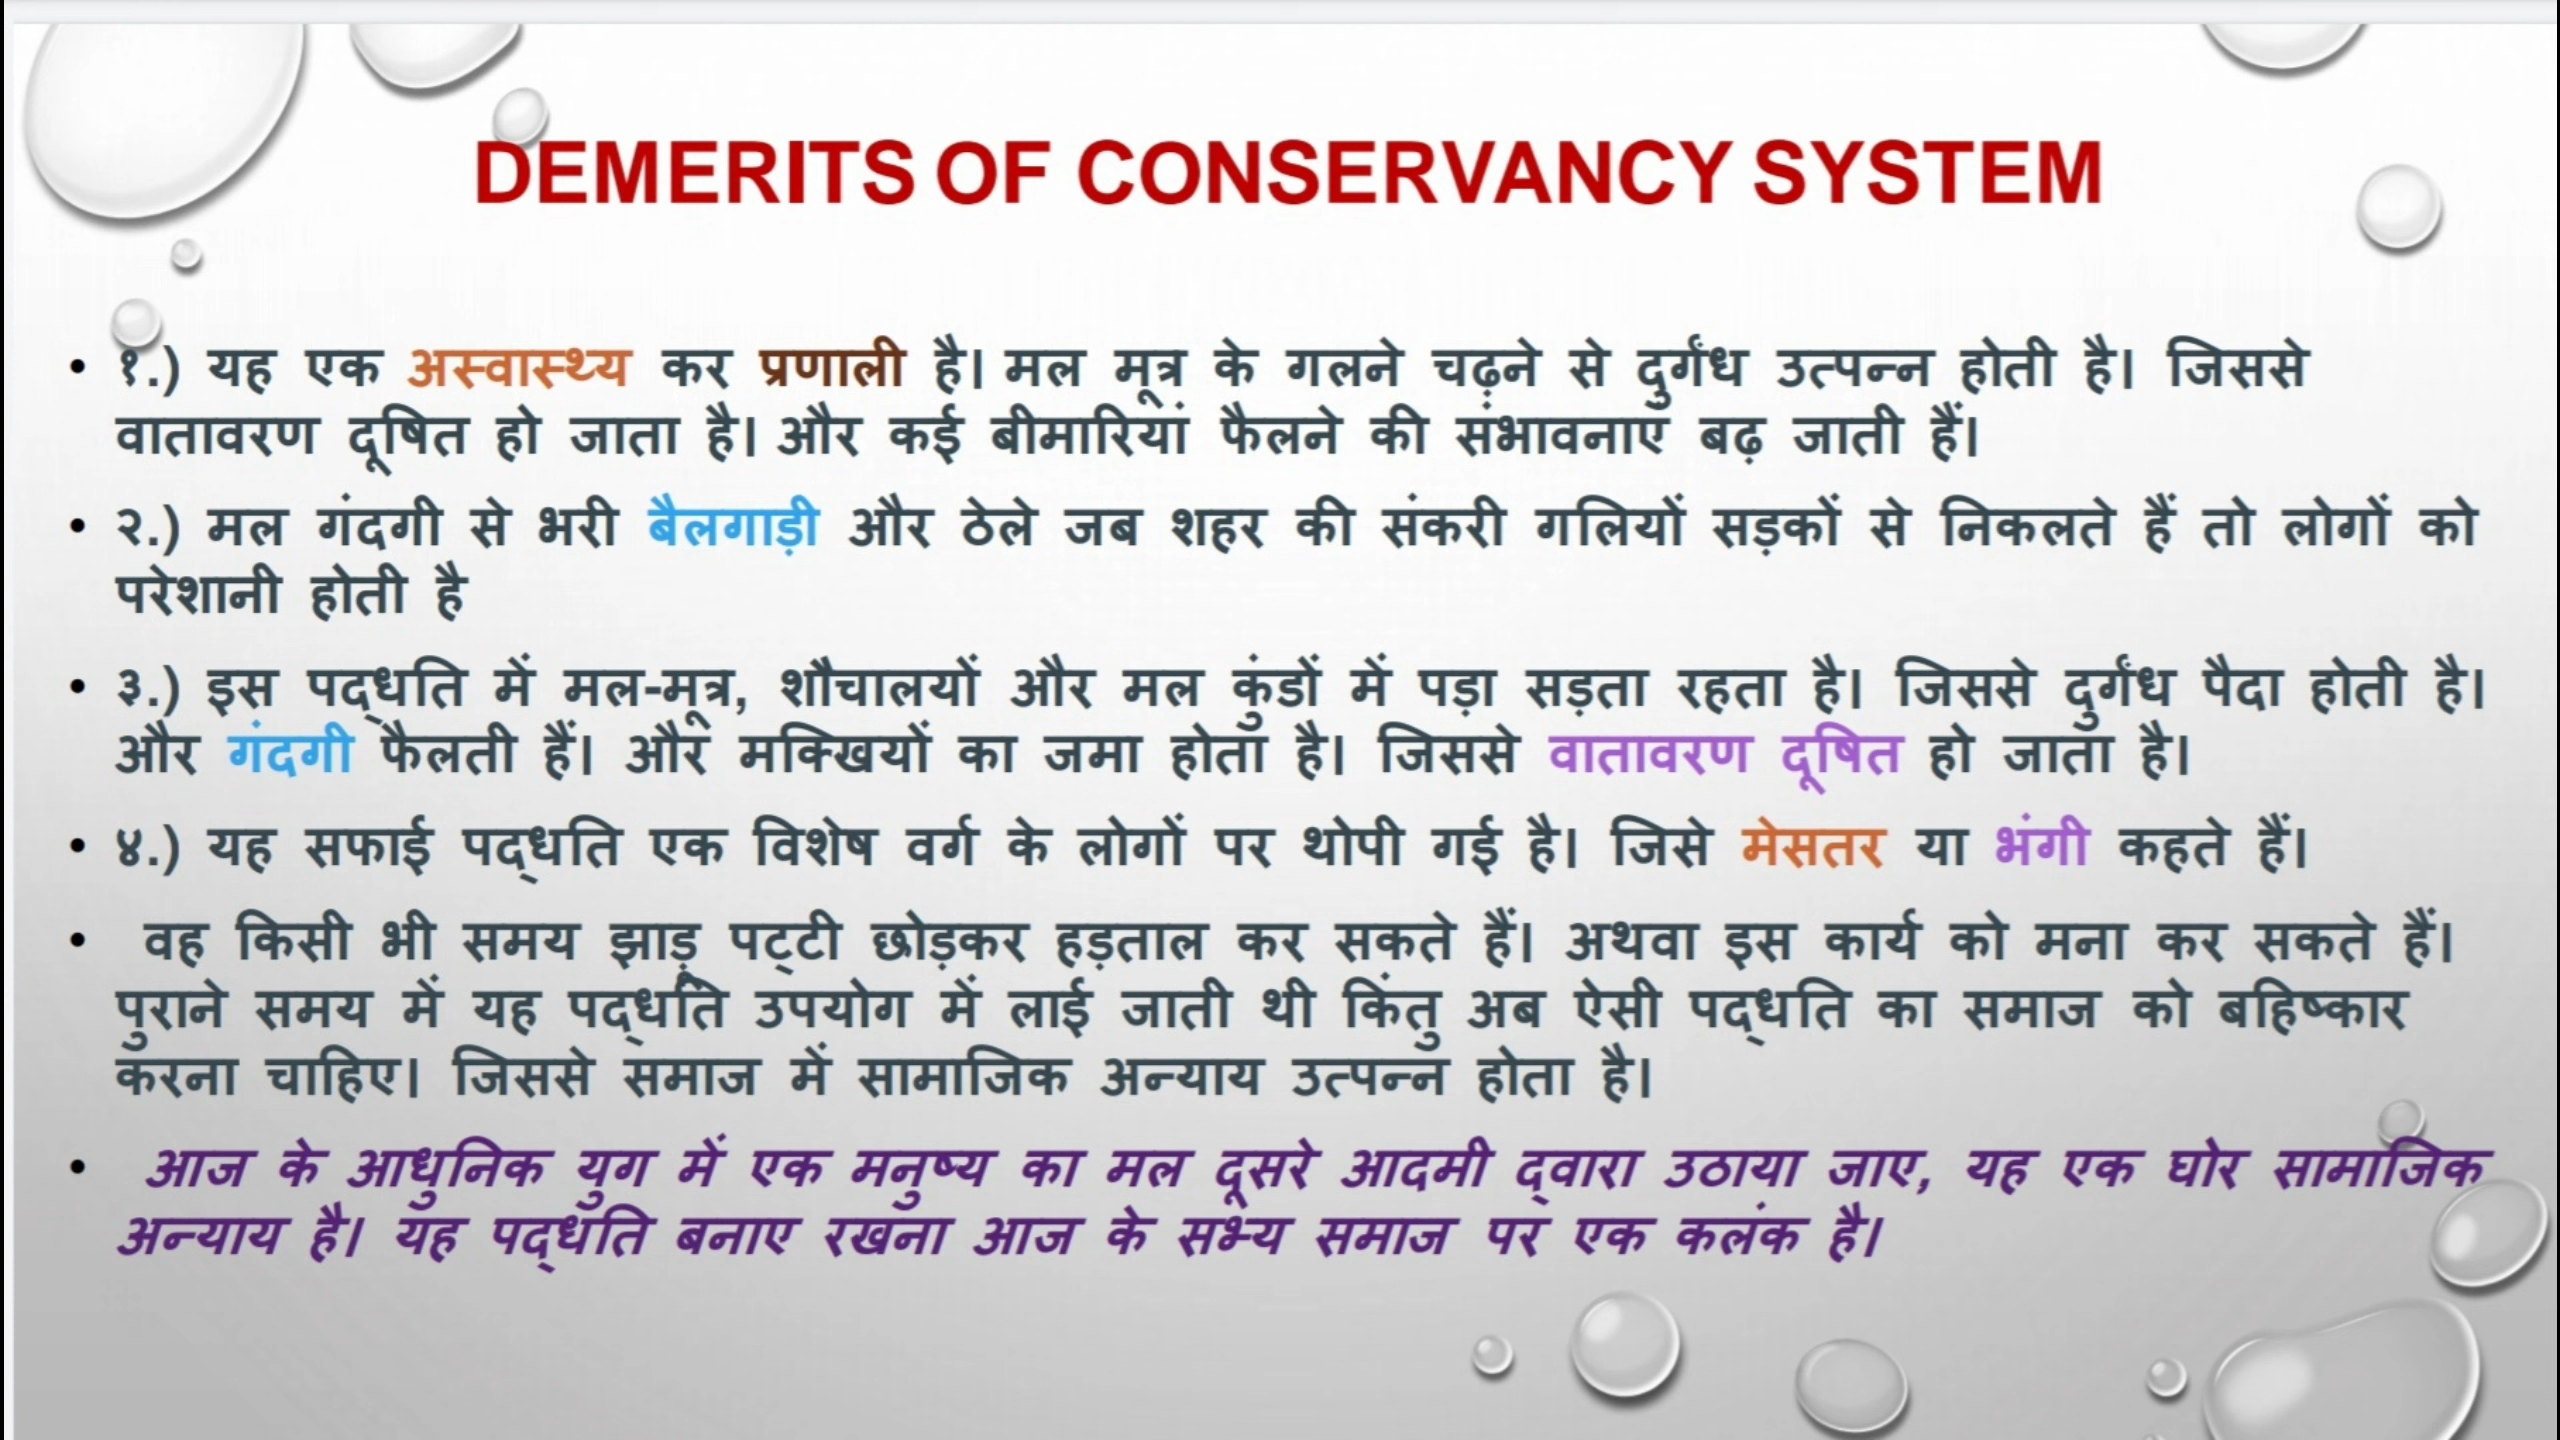 DEMERITS OF CONSERVANCY SYSTEM
• १.) यह एक अस्वास्थ्य कर प्रणाली है। मल मूत्र के गलने चढ़ने से दुर्गंध उत्पन्न होती है। जिससे
वातावरण दूषित हो जाता है। और कई बीमारियां फैलने की संभावनाएं बढ़ जाती हैं।
• २.) मल गंदगी से भरी बैलगाड़ी और ठेले जब शहर की संकरी गलियों सड़कों से निकलते हैं तो लोगों को
परेशानी होती है
• ३.) इस पद्धति में मल-मूत्र, शौचालयों और मल कुंडों में पड़ा सड़ता रहता है। जिससे दुर्गंध पैदा होती है।
और गंदगी फैलती हैं। और मक्खियों का जमा होता है। जिससे वातावरण दूषित हो जाता है।
• ४.) यह सफाई पद्धति एक विशेष वर्ग के लोगों पर थोपी गई है। जिसे मेसतर या भंगी कहते हैं।
• वह किसी भी समय झाड़ू पट्टी छोड़कर हड़ताल कर सकते हैं। अथवा इस कार्य को मना कर सकते हैं।
पुराने समय में यह पद्धति उपयोग में लाई जाती थी किंतु अब ऐसी पद्धति का समाज को बहिष्कार
करना चाहिए। जिससे समाज में सामाजिक अन्याय उत्पन्न होता है।
• आज के आधुनिक युग में एक मनुष्य का मल दूसरे आदमी द्वारा उठाया जाए, यह एक घोर सामाजिक
अन्याय है। यह पद्धति बनाए रखना आज के सभ्य समाज पर एक कलंक है।